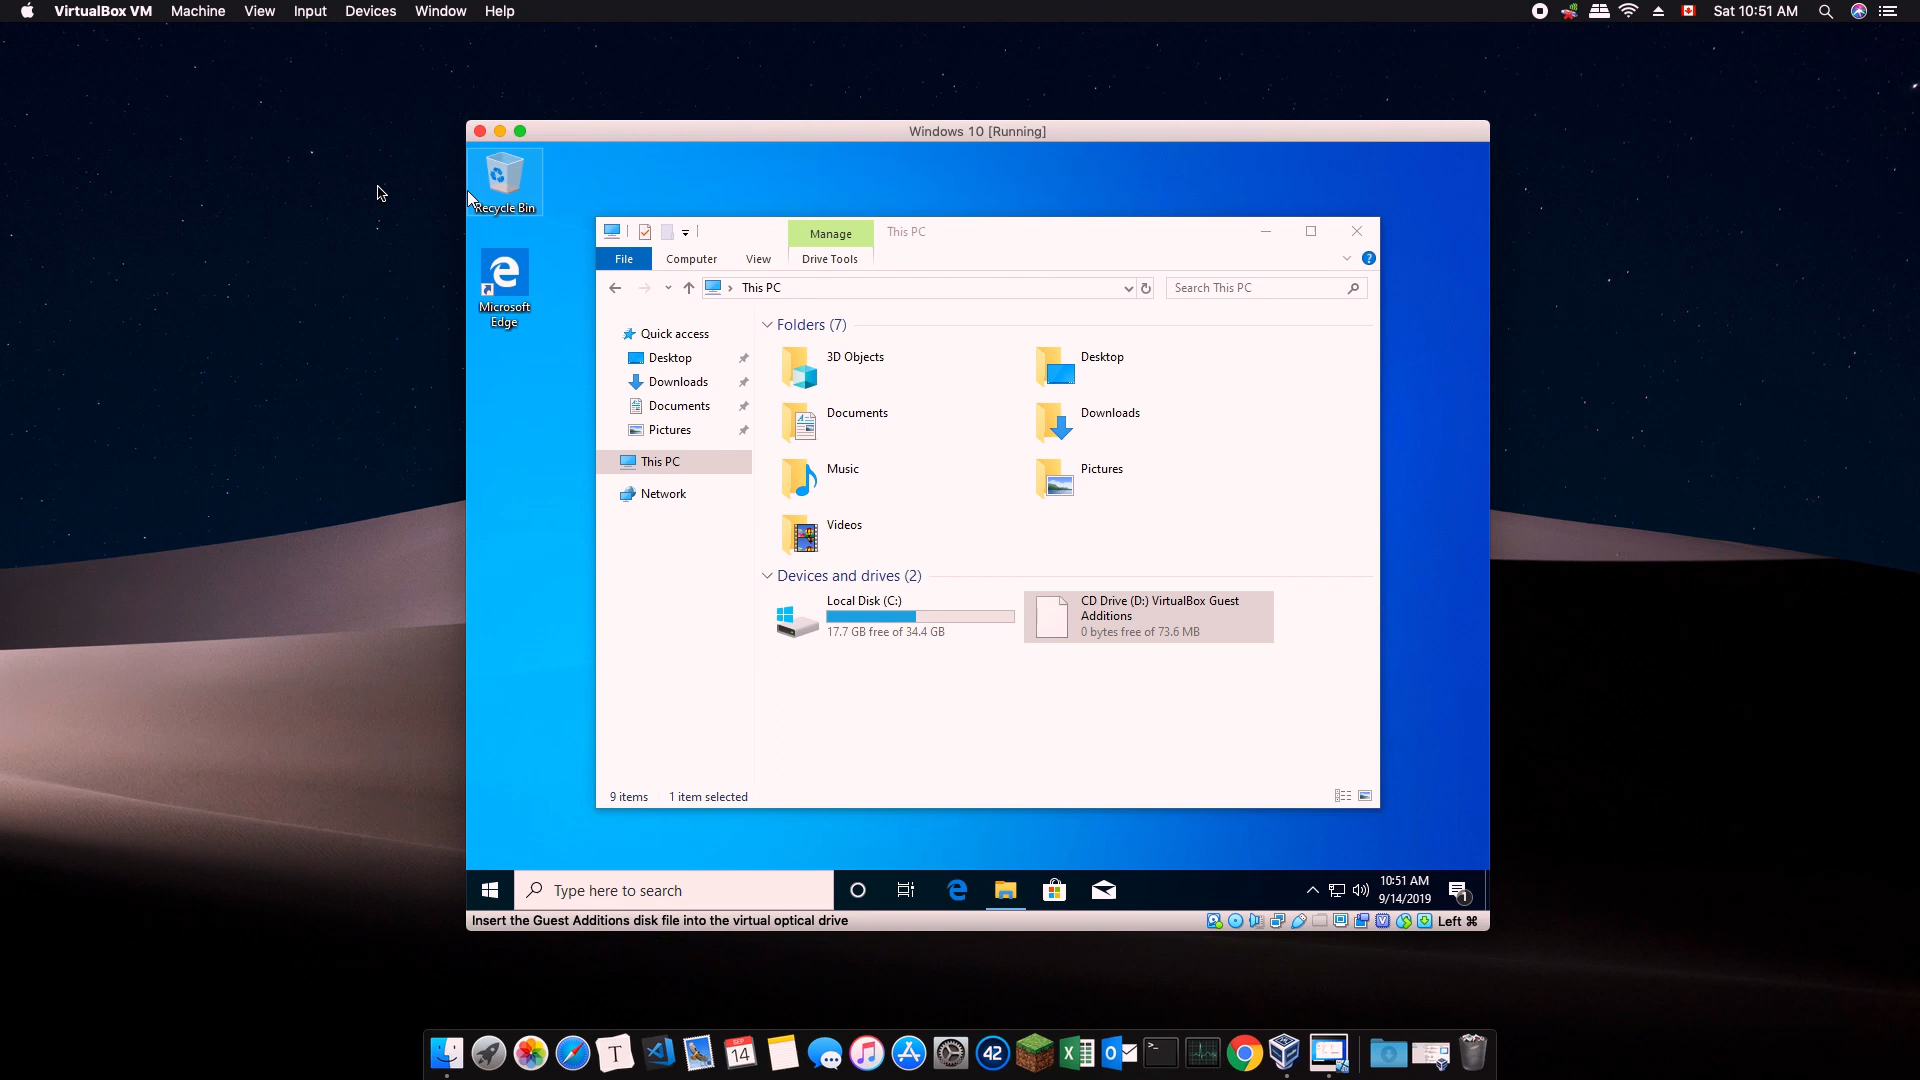 VirtualBox VM Machine View Input Devices Window Help
Sat 10:51 AM
Windows 10 [Running]
Recycle Bin
Microsoft
Edge
Manage
This PC
File
Computer
View
Drive Tools
This PC
Search This PC
Quick access
Desktop
Downloads
Documents
Pictures
This PC
Network
Folders (7)
3D Objects
Desktop
Documents
Downloads
Music
Pictures
Videos
Devices and drives (2)
Local Disk (C:)
17.7 GB free of 34.4 GB
CD Drive (D:) VirtualBox Guest
Additions
0 bytes free of 73.6 MB
9 items
1 item selected
Type here to search
10:51 AM
9/14/2019
1
Insert the Guest Additions disk file into the virtual optical drive
Left ⌘
T
SEP
14
42